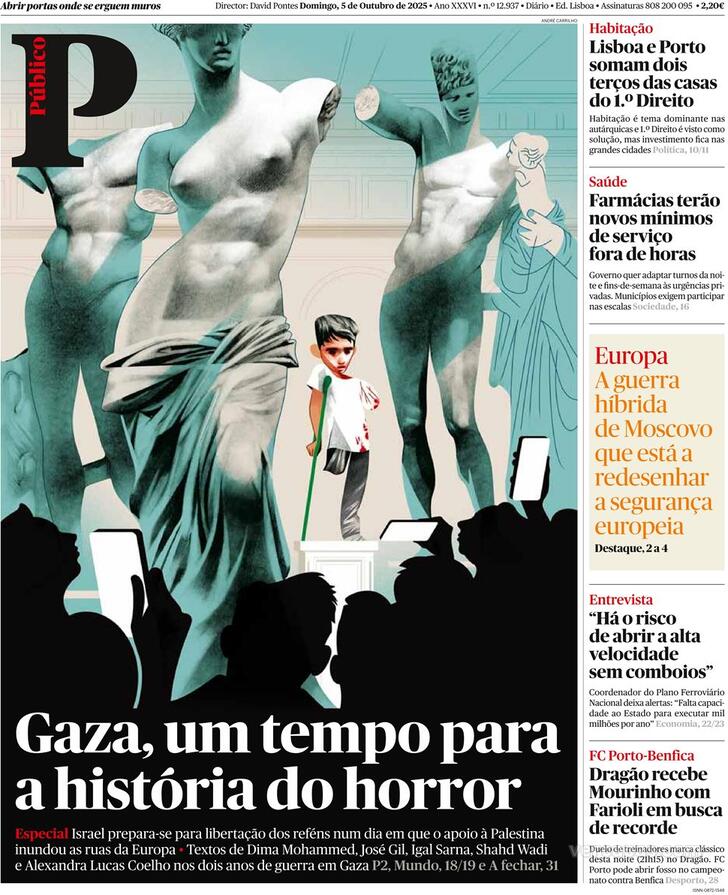 Abrir portas onde se erguem muros
Director: David Pontes Domingo, 5 de Outubro de 2025 • Ano XXXVI • n.º 12.937 • Diário • Ed. Lisboa • Assinaturas 808 200 095 • 2,20€
ANDRÉ CARRILHO
Público
P
Habitação
Lisboa e Porto
somam dois
terços das casas
do 1.º Direito
Habitação é tema dominante nas
autárquicas e 1.º Direito é visto como
solução, mas investimento fica nas
grandes cidades Política, 10/11
Saúde
Farmácias terão
novos mínimos
de serviço
fora de horas
Governo quer adaptar turnos da noi-
te e fins-de-semana às urgências pri-
vadas. Municípios exigem participar
nas escalas Sociedade, 16
Europa
A guerra
híbrida
de Moscovo
que está a
redesenhar
a segurança
europeia
Destaque, 2 a 4
Entrevista
“Há o risco
de abrir a alta
velocidade
sem comboios”
Coordenador do Plano Ferroviário
Nacional deixa alertas: “Falta capaci-
dade ao Estado para executar mil
milhões por ano” Economia, 22/23
FC Porto-Benfica
Dragão recebe
Mourinho com
Farioli em busca
de recorde
Duelo de treinadores marca clássico
desta noite (21h15) no Dragão. FC
Porto pode abrir fosso no campeo-
nato contra Benfica Desporto, 28
ISNN-0872-1548
Gaza, um tempo para
a história do horror
Especial Israel prepara-se para libertação dos reféns num dia em que o apoio à Palestina
inundou as ruas da Europa • Textos de Dima Mohammed, José Gil, Igal Sarna, Shahd Wadi
e Alexandra Lucas Coelho nos dois anos de guerra em Gaza P2, Mundo, 18/19 e A fechar, 31